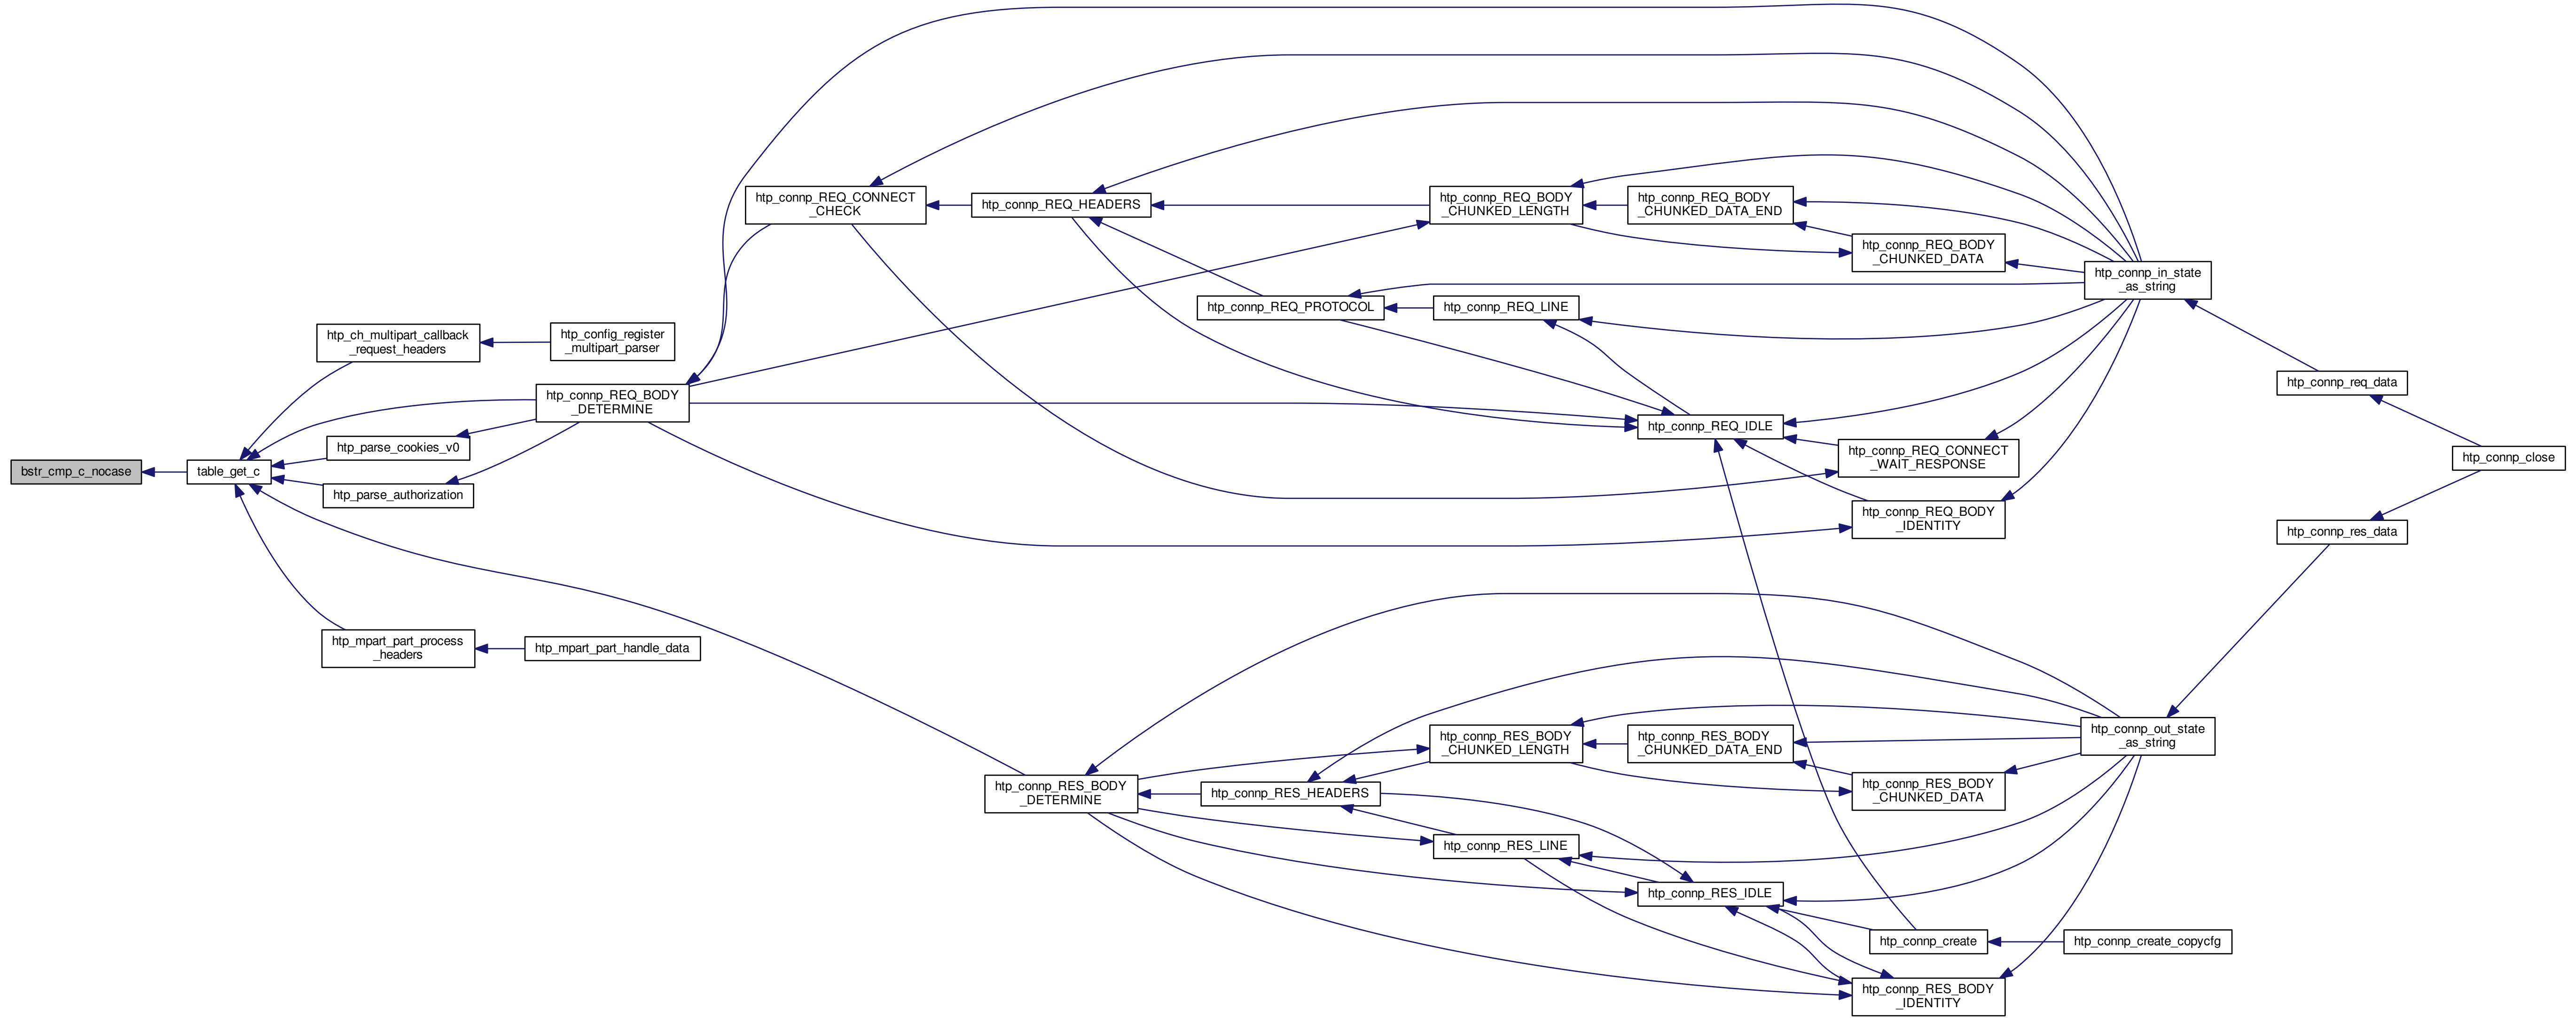 bstr_cmp_c_nocase
table_get_c
htp_ch_multipart_callback
_request_headers
htp_config_register
_multipart_parser
htp_connp_REQ_BODY
_DETERMINE
htp_parse_cookies_v0
htp_parse_authorization
htp_mpart_part_process
_headers
htp_mpart_part_handle_data
htp_connp_REQ_CONNECT
_CHECK
htp_connp_REQ_HEADERS
htp_connp_REQ_BODY
_CHUNKED_LENGTH
htp_connp_REQ_BODY
_CHUNKED_DATA_END
htp_connp_REQ_BODY
_CHUNKED_DATA
htp_connp_REQ_PROTOCOL
htp_connp_REQ_LINE
htp_connp_REQ_IDLE
htp_connp_REQ_CONNECT
_WAIT_RESPONSE
htp_connp_REQ_BODY
_IDENTITY
htp_connp_in_state
_as_string
htp_connp_req_data
htp_connp_close
htp_connp_res_data
htp_connp_out_state
_as_string
htp_connp_RES_BODY
_DETERMINE
htp_connp_RES_HEADERS
htp_connp_RES_BODY
_CHUNKED_LENGTH
htp_connp_RES_BODY
_CHUNKED_DATA_END
htp_connp_RES_BODY
_CHUNKED_DATA
htp_connp_RES_LINE
htp_connp_RES_IDLE
htp_connp_create
htp_connp_create_copycfg
htp_connp_RES_BODY
_IDENTITY